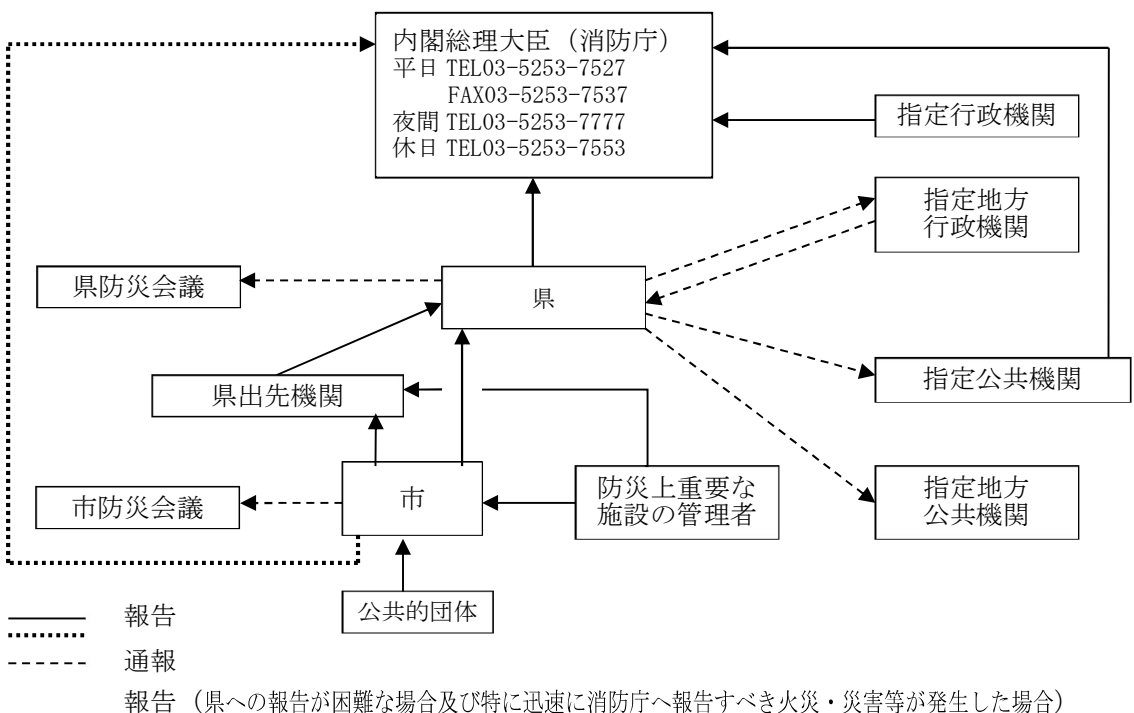 内閣総理大臣（消防庁）
平日 TEL03-5253-7527
FAX03-5253-7537
夜間 TEL03-5253-7777
休日 TEL03-5253-7553
指定行政機関
指定地方
行政機関
県防災会議
県
県出先機関
指定公共機関
市防災会議
市
防災上重要な
施設の管理者
指定地方
公共機関
公共的団体
報告
通報
報告（県への報告が困難な場合及び特に迅速に消防庁へ報告すべき火災・災害等が発生した場合）